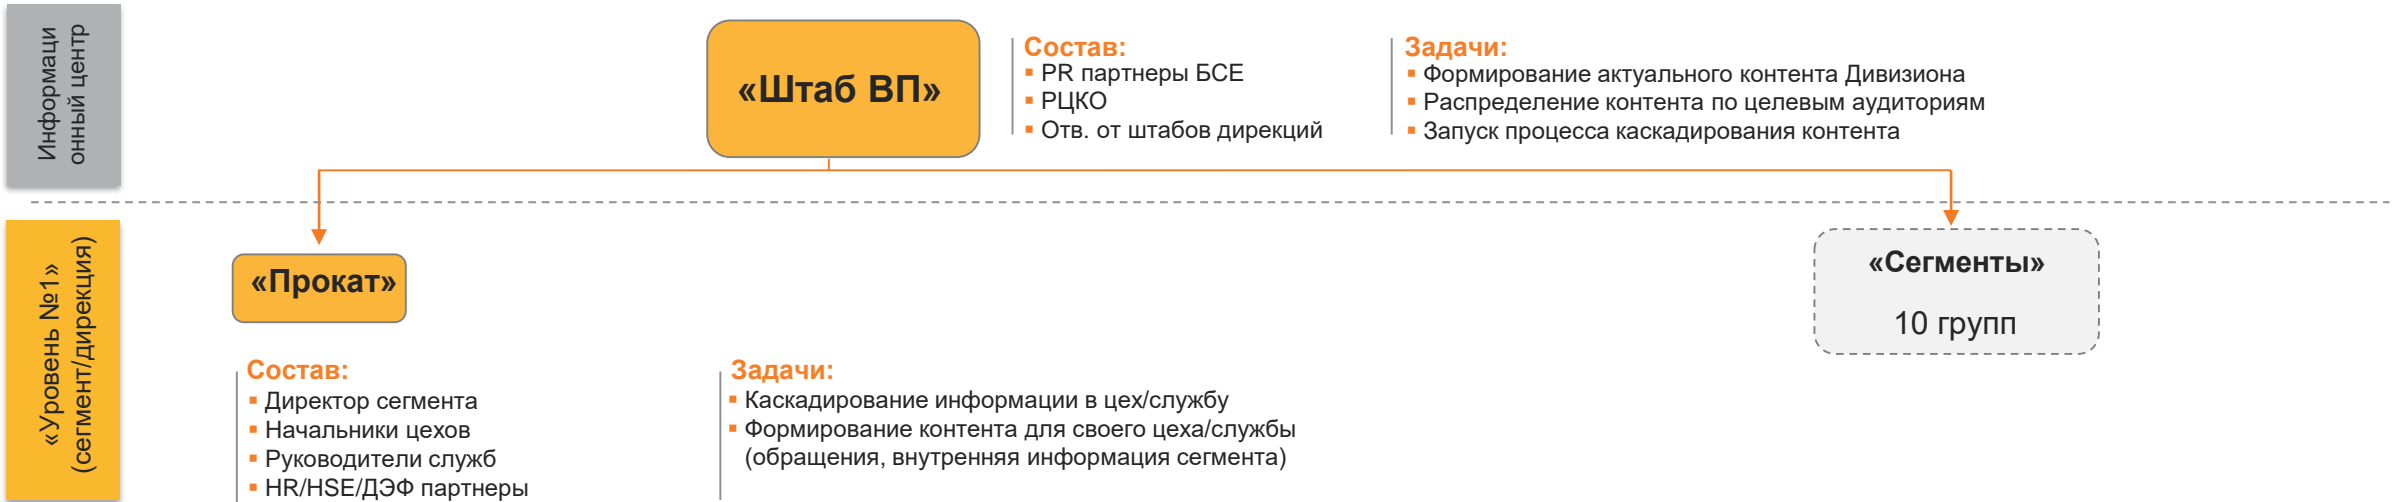 Информаци
онный центр
«Штаб ВП»
Состав:
▪ PR партнеры БСЕ
▪ РЦКО
▪ Отв. от штабов дирекций
Задачи:
▪ Формирование актуального контента Дивизиона
▪ Распределение контента по целевым аудиториям
▪ Запуск процесса каскадирования контента
«Уровень №1»
(сегмент/дирекция)
«Прокат»
«Сегменты»
10 групп
Состав:
▪ Директор сегмента
▪ Начальники цехов
▪ Руководители служб
▪ HR/HSE/ДЭФ партнеры
Задачи:
▪ Каскадирование информации в цех/службу
▪ Формирование контента для своего цеха/службы
(обращения, внутренняя информация сегмента)